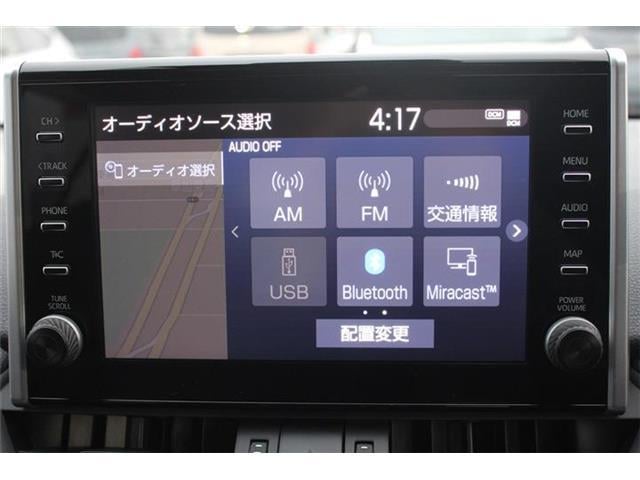 オーディオソース選択
4:17
DCM
DCM
オーディオ選択
AUDIO OFF
AM
FM
交通情報
USB
Bluetooth
Miracast™
配置変更
CH >
< TRACK
PHONE
T:C
TUNE
SCROLL
HOME
MENU
AUDIO
MAP
POWER
VOLUME